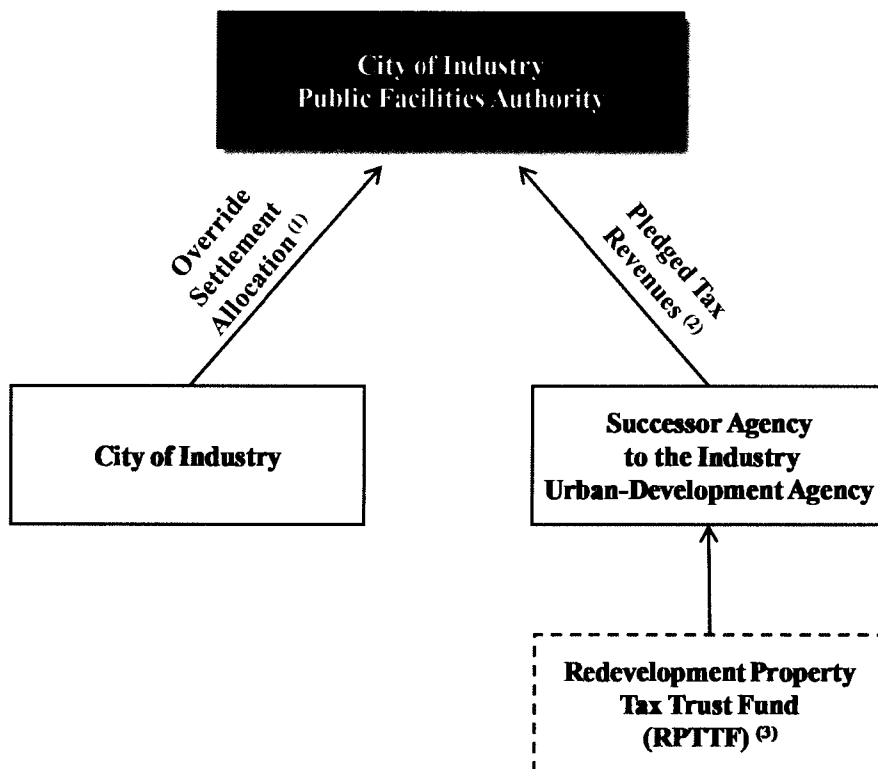 City of Industry
Public Facilities Authority
Override
Settlement
Allocation (1)
Pledged Tax
Revenues (2)
City of Industry
Successor Agency
to the Industry
Urban-Development Agency
Redevelopment Property
Tax Trust Fund
(RPTTF) (3)